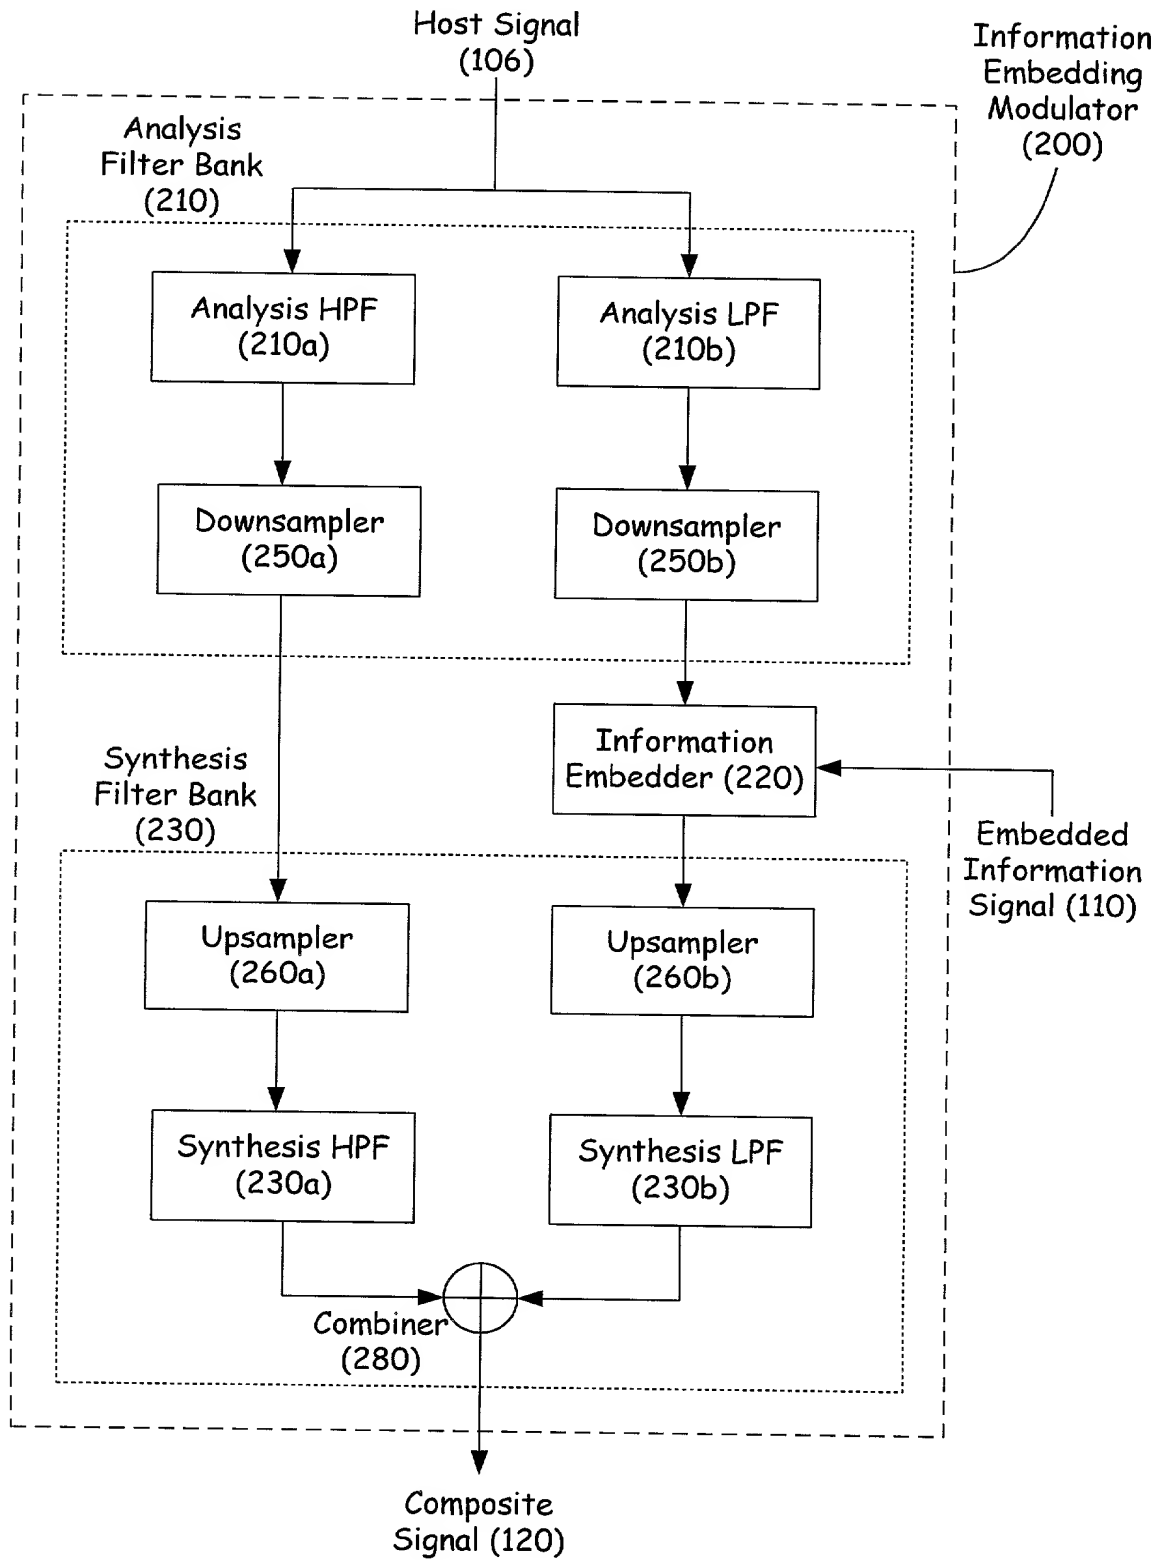 Host Signal
(106)
Information
Embedding
Modulator
(200)
Analysis
Filter Bank
(210)
Analysis HPF
(210a)
Analysis LPF
(210b)
Downsampler
(250a)
Downsampler
(250b)
Information
Embedder (220)
Synthesis
Filter Bank
(230)
Embedded
Information
Signal (110)
Upsampler
(260a)
Upsampler
(260b)
Synthesis HPF
(230a)
Synthesis LPF
(230b)
Combiner
(280)
Composite
Signal (120)